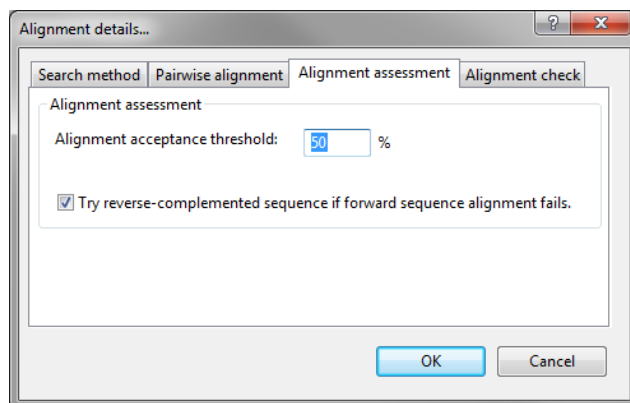 Alignment details...
?
Search method Pairwise alignment Alignment assessment Alignment check
Alignment assessment
Alignment acceptance threshold: 50 %
Try reverse-complemented sequence if forward sequence alignment fails.
OK Cancel